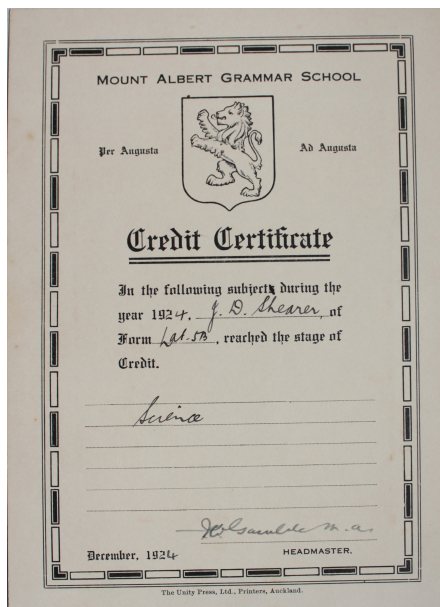 MOUNT ALBERT GRAMMAR SCHOOL
Per Augusta Ad Augusta
Credit Certificate
In the following subject during the
year 1924, J. D. Shearer, of
Form Lat. 5B, reached the stage of
Credit.
Science
M.A.
December, 1924 HEADMASTER.
The Unity Press, Ltd., Printers, Auckland.